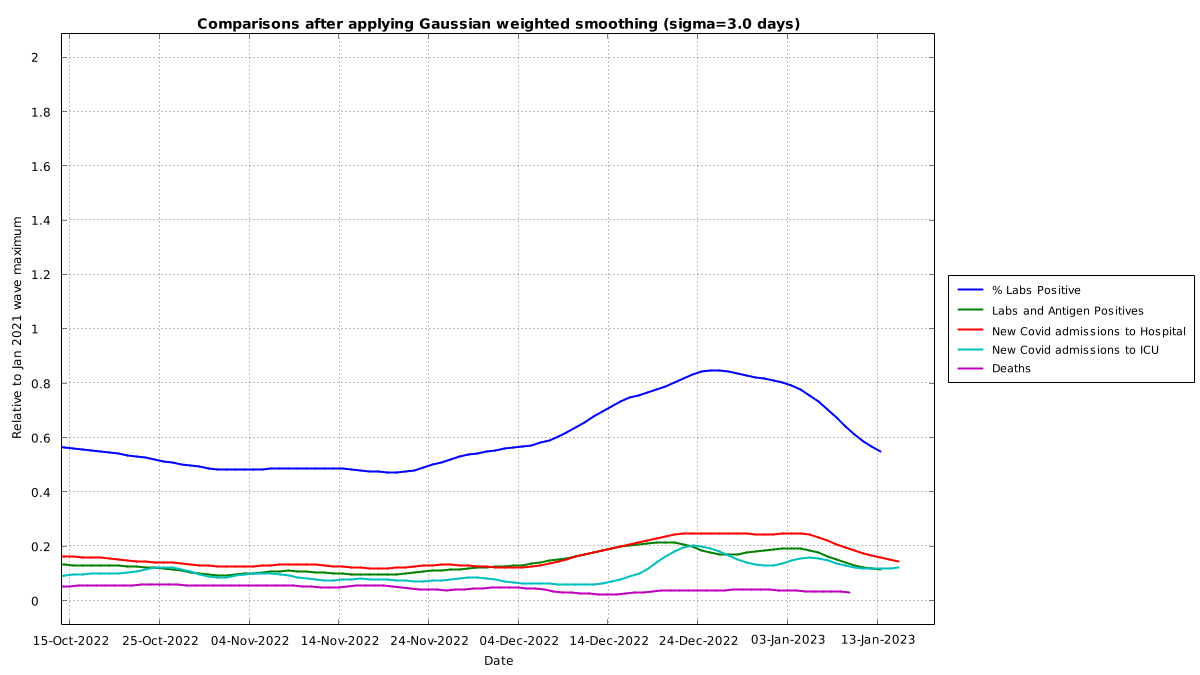 Comparisons after applying Gaussian weighted smoothing (sigma=3.0 days)
2
1.8
1.6
1.4
1.2
1
0.8
0.6
0.4
0.2
0
Relative to Jan 2021 wave maximum
15-Oct-2022 25-Oct-2022 04-Nov-2022 14-Nov-2022 24-Nov-2022 04-Dec-2022 14-Dec-2022 24-Dec-2022 03-Jan-2023 13-Jan-2023
Date
% Labs Positive
Labs and Antigen Positives
New Covid admissions to Hospital
New Covid admissions to ICU
Deaths